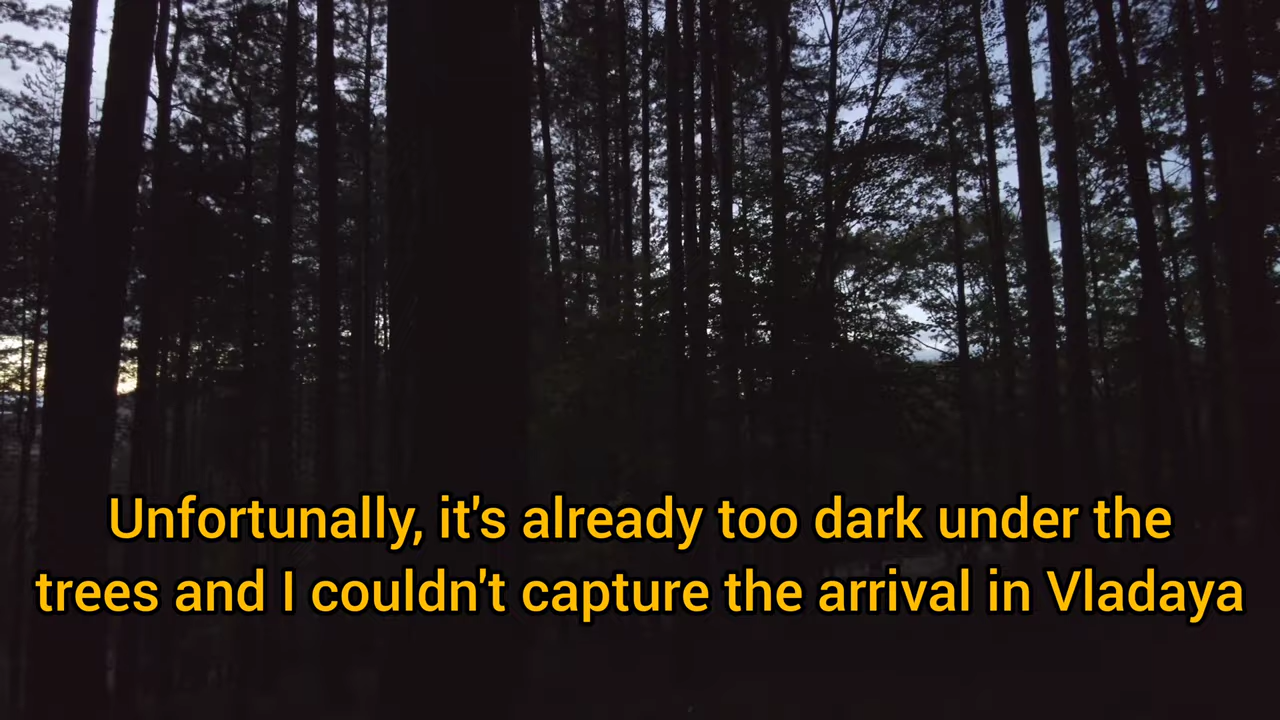 Unfortunally, it's already too dark under the
trees and I couldn't capture the arrival in Vladaya